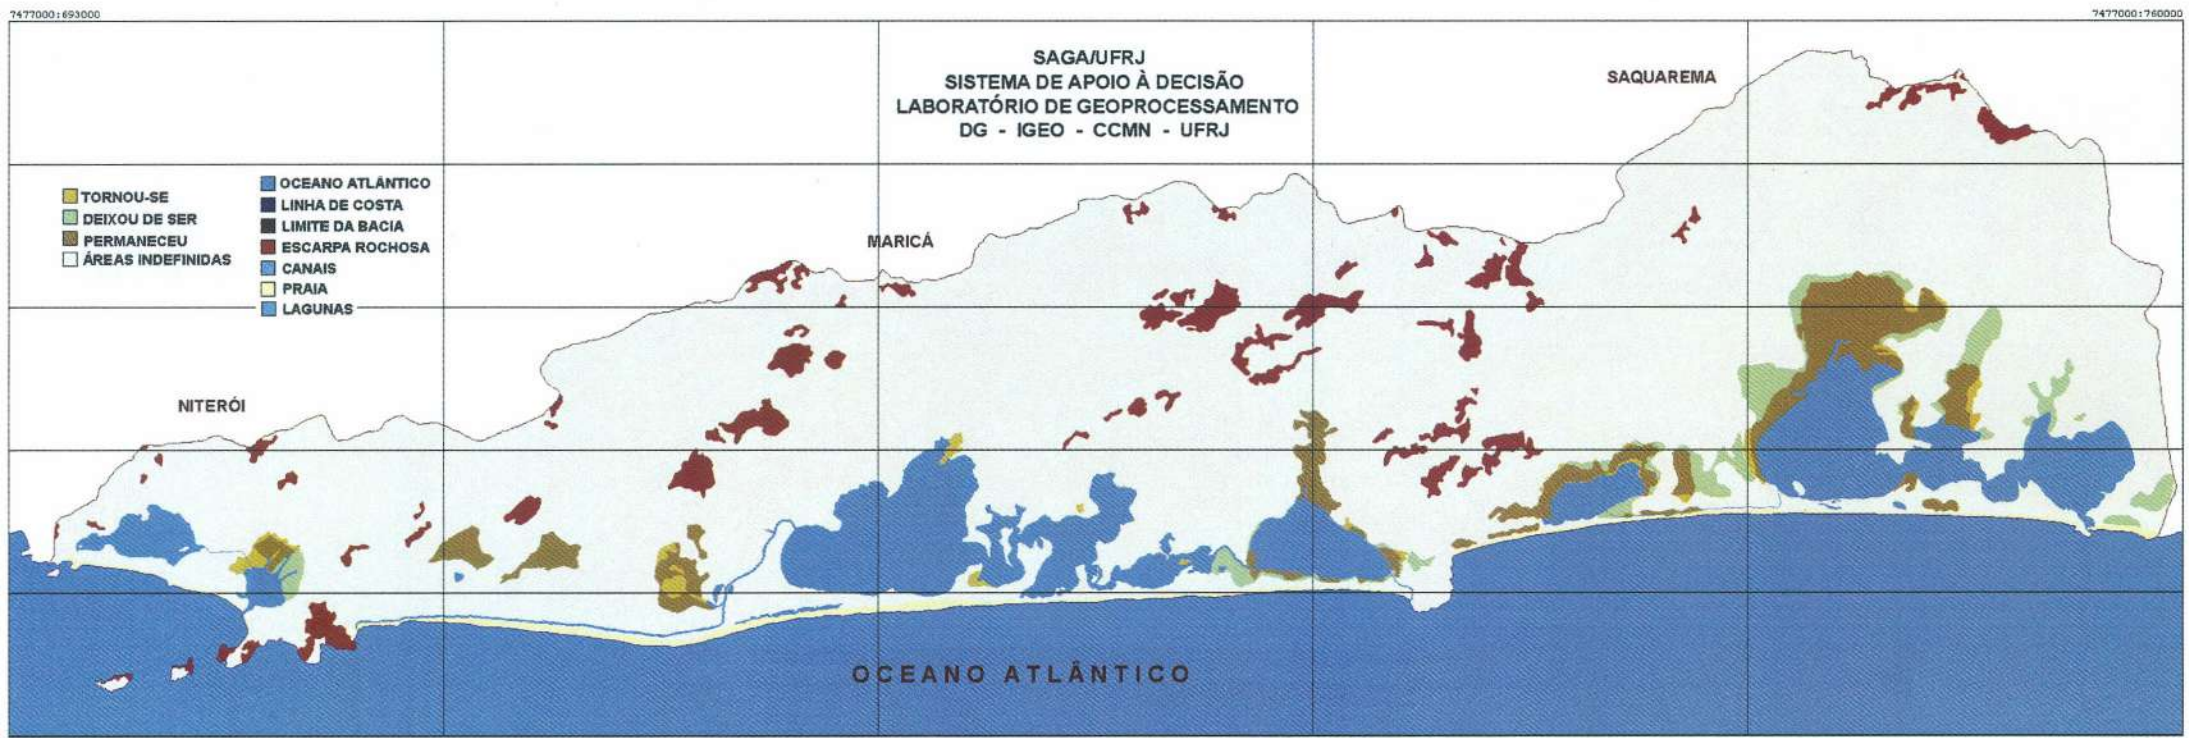 7477000:693000
7477000:760000
SAGA/UFRJ
SISTEMA DE APOIO À DECISÃO
LABORATÓRIO DE GEOPROCESSAMENTO
DG - IGEO - CCMN - UFRJ
SAQUAREMA
MARICÁ
NITERÓI
TORNOU-SE
DEIXOU DE SER
PERMANECEU
ÁREAS INDEFINIDAS
OCEANO ATLÂNTICO
LINHA DE COSTA
LIMITE DA BACIA
ESCARPA ROCHOSA
CANAIS
PRAIA
LAGUNAS
OCEANO ATLÂNTICO